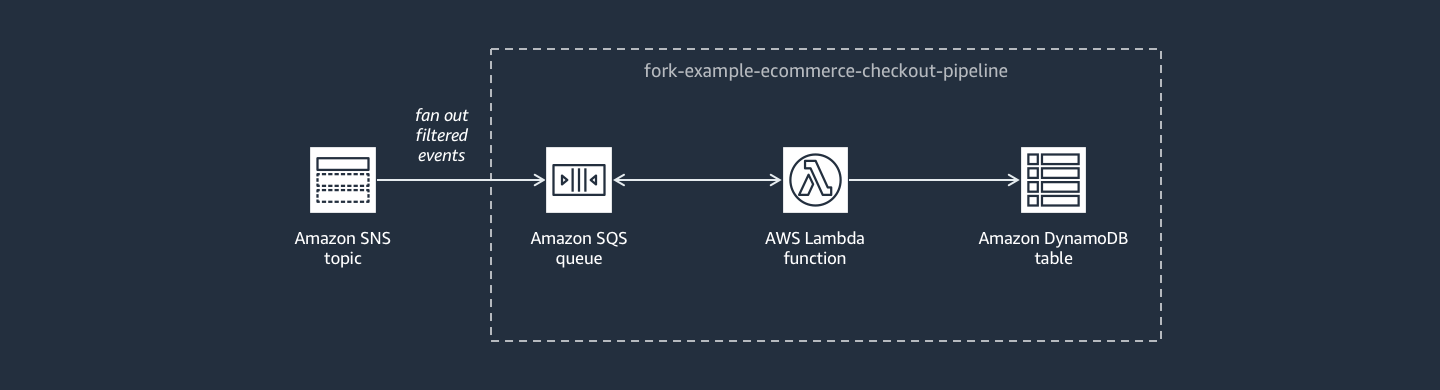 fork-example-ecommerce-checkout-pipeline
fan out
filtered
events
Amazon SNS
topic
Amazon SQS
queue
AWS Lambda
function
Amazon DynamoDB
table